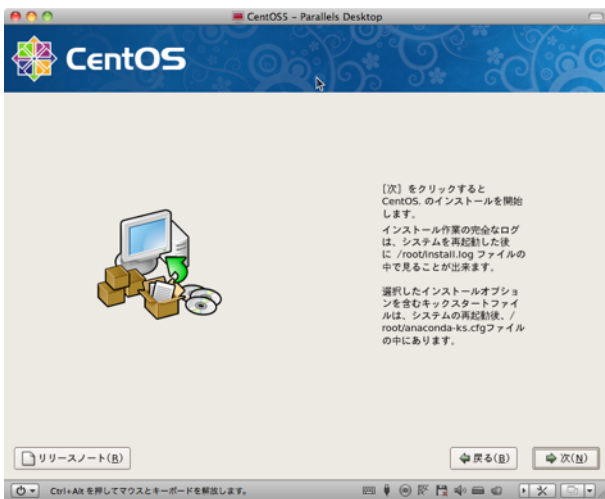 CentOS5 – Parallels Desktop
CentOS
［次］をクリックすると
CentOS. のインストールを開始
します。
インストール作業の完全なログ
は、システムを再起動した後
に /root/install.log ファイルの
中で見ることが出来ます。
選択したインストールオプショ
ンを含むキックスタートファイ
ルは、システムの再起動後、/
root/anaconda-ks.cfgファイル
の中にあります。
リリースノート(R)
戻る(B)
次(N)
Ctrl+Alt を押してマウスとキーボードを解放します。